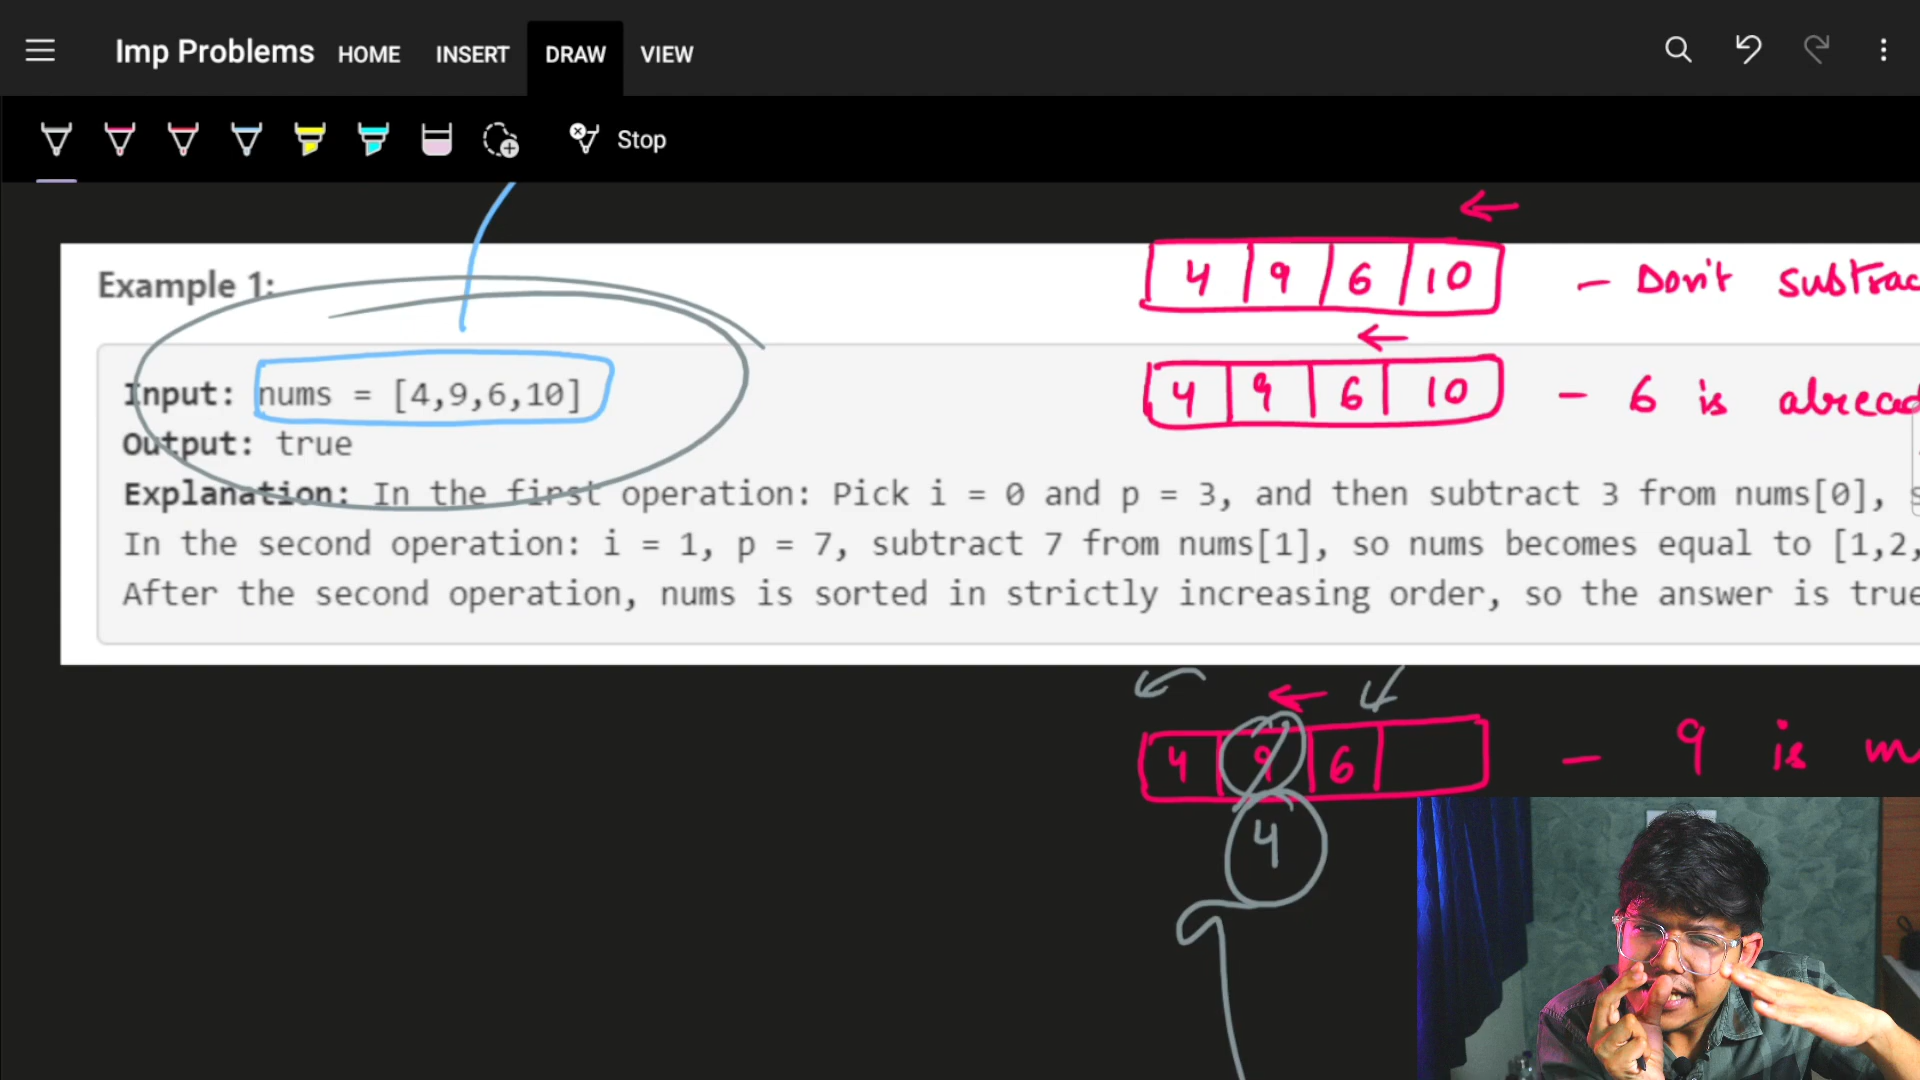 Imp Problems HOME INSERT DRAW VIEW
Stop
Example 1:
4 9 6 10 - Don't subtrac
Input: nums = [4,9,6,10]
4 9 6 10 - 6 is alread
Output: true
Explanation: In the first operation: Pick i = 0 and p = 3, and then subtract 3 from nums[0], s
In the second operation: i = 1, p = 7, subtract 7 from nums[1], so nums becomes equal to [1,2,
After the second operation, nums is sorted in strictly increasing order, so the answer is true
4 9 6 - 9 is m
4